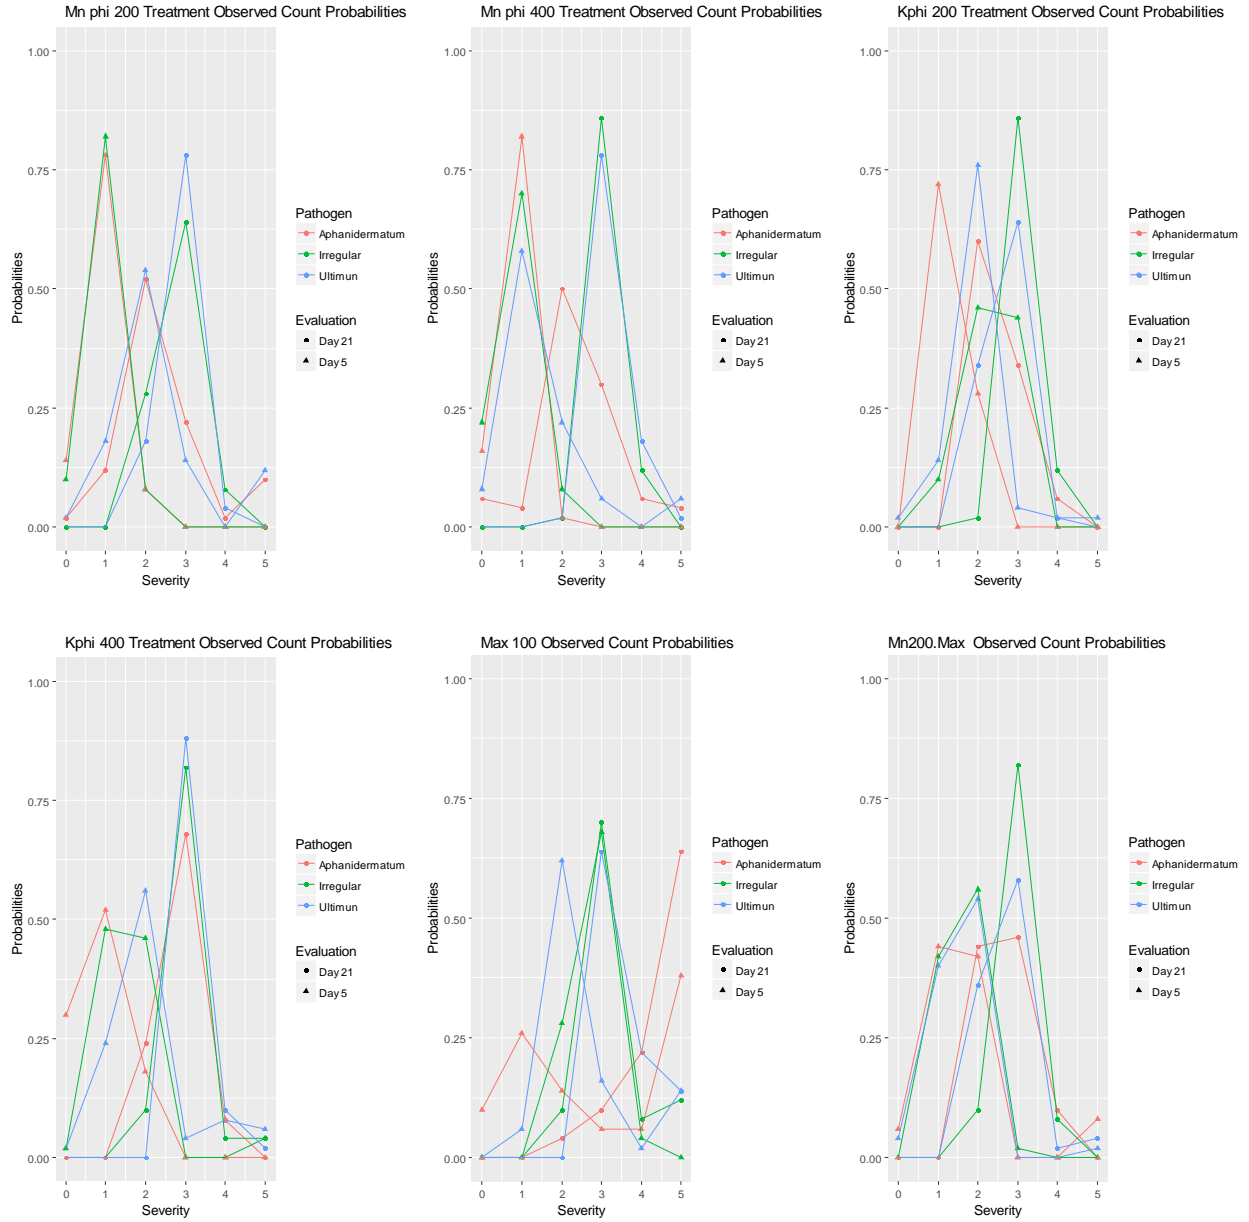 Mn phi 200 Treatment Observed Count Probabilities
1.00
0.75
0.50
0.25
0.00
Probabilities
0 1 2 3 4 5
Severity
Pathogen
Aphanidermatum
Irregular
Ultimun
Evaluation
Day 21
Day 5
Mn phi 400 Treatment Observed Count Probabilities
1.00
0.75
0.50
0.25
0.00
Probabilities
0 1 2 3 4 5
Severity
Pathogen
Aphanidermatum
Irregular
Ultimun
Evaluation
Day 21
Day 5
Kphi 200 Treatment Observed Count Probabilities
1.00
0.75
0.50
0.25
0.00
Probabilities
0 1 2 3 4 5
Severity
Pathogen
Aphanidermatum
Irregular
Ultimun
Evaluation
Day 21
Day 5
Kphi 400 Treatment Observed Count Probabilities
1.00
0.75
0.50
0.25
0.00
Probabilities
0 1 2 3 4 5
Severity
Pathogen
Aphanidermatum
Irregular
Ultimun
Evaluation
Day 21
Day 5
Max 100 Observed Count Probabilities
1.00
0.75
0.50
0.25
0.00
Probabilities
0 1 2 3 4 5
Severity
Pathogen
Aphanidermatum
Irregular
Ultimun
Evaluation
Day 21
Day 5
Mn200.Max Observed Count Probabilities
1.00
0.75
0.50
0.25
0.00
Probabilities
0 1 2 3 4 5
Severity
Pathogen
Aphanidermatum
Irregular
Ultimun
Evaluation
Day 21
Day 5